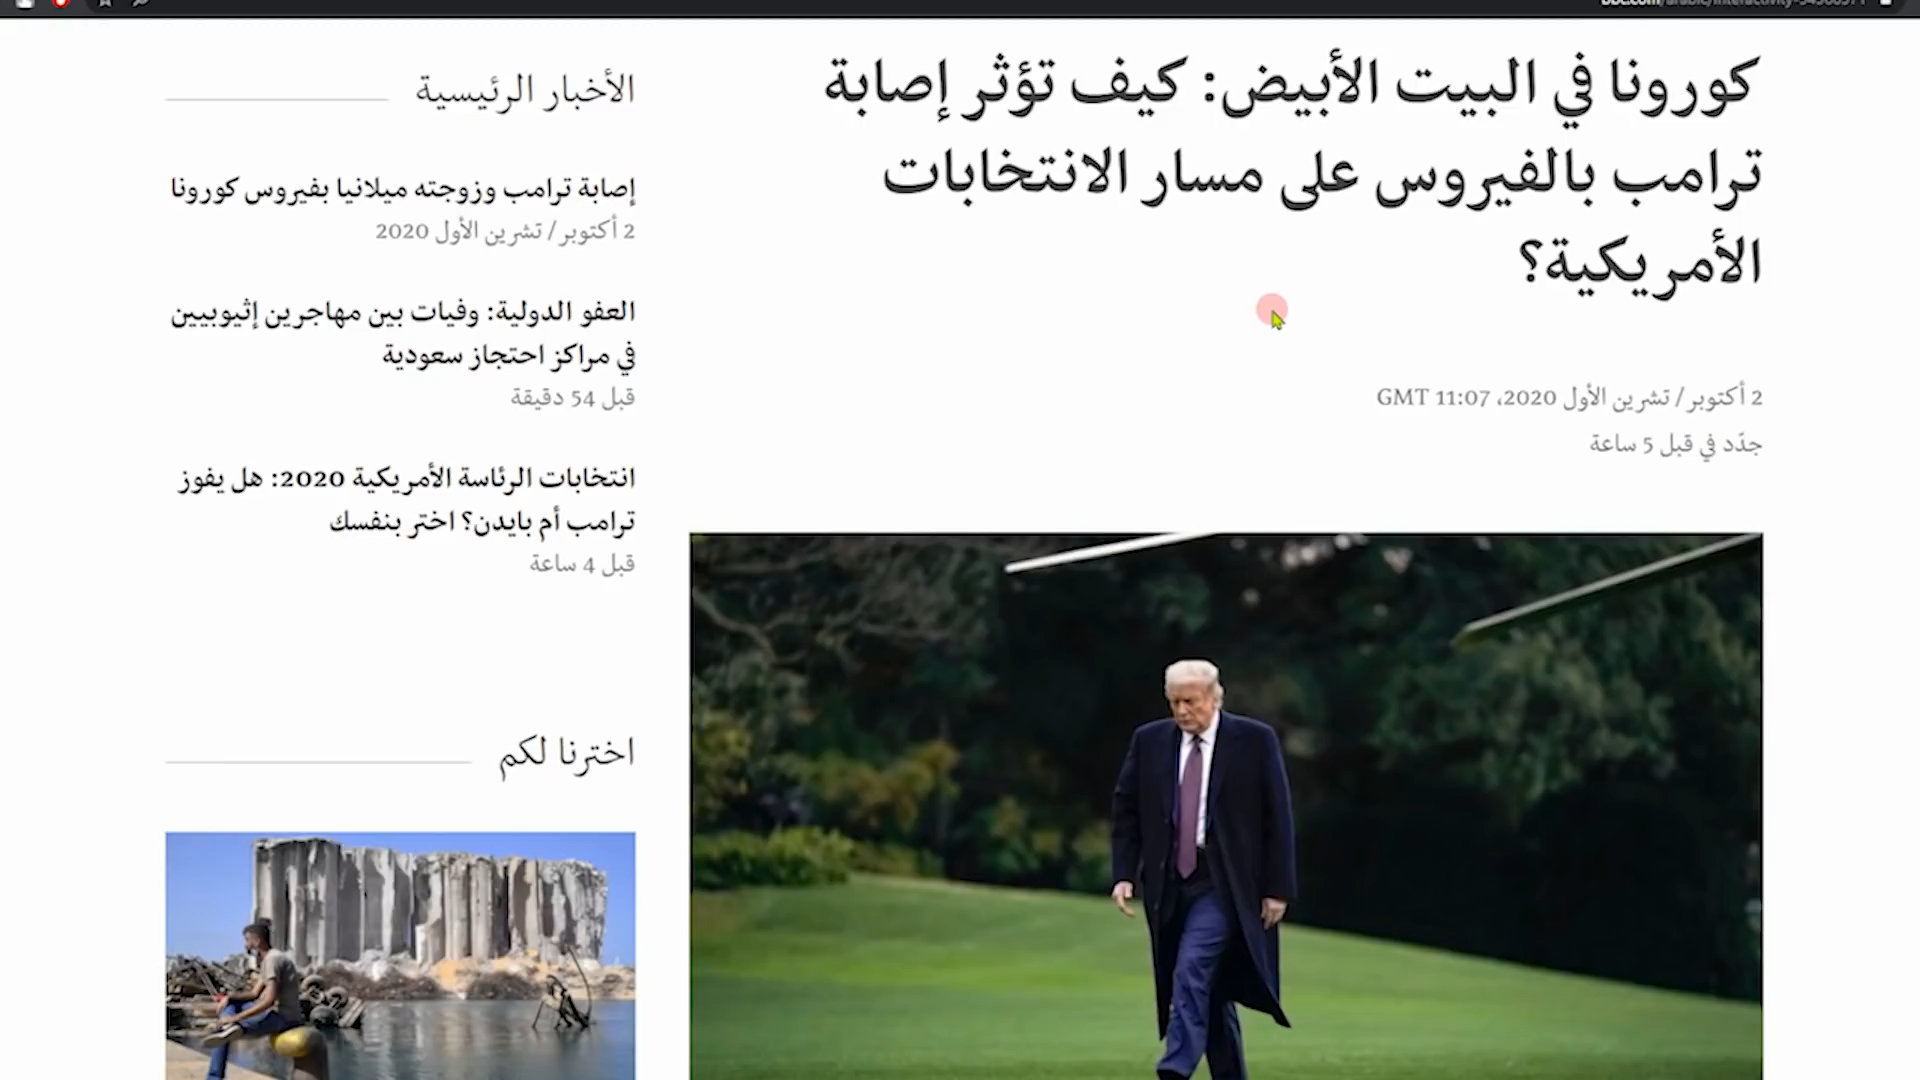 كورونا في البيت الأبيض: كيف تؤثر إصابة
ترامب بالفيروس على مسار الانتخابات
الأمريكية؟
2 أكتوبر/ تشرين الأول 2020، 11:07 GMT
جدّد في قبل 5 ساعة
الأخبار الرئيسية
إصابة ترامب وزوجته ميلانيا بفيروس كورونا
2 أكتوبر/ تشرين الأول 2020
العفو الدولية: وفيات بين مهاجرين إثيوبيين
في مراكز احتجاز سعودية
قبل 54 دقيقة
انتخابات الرئاسة الأمريكية 2020: هل يفوز
ترامب أم بايدن؟ اختر بنفسك
قبل 4 ساعة
اخترنا لكم